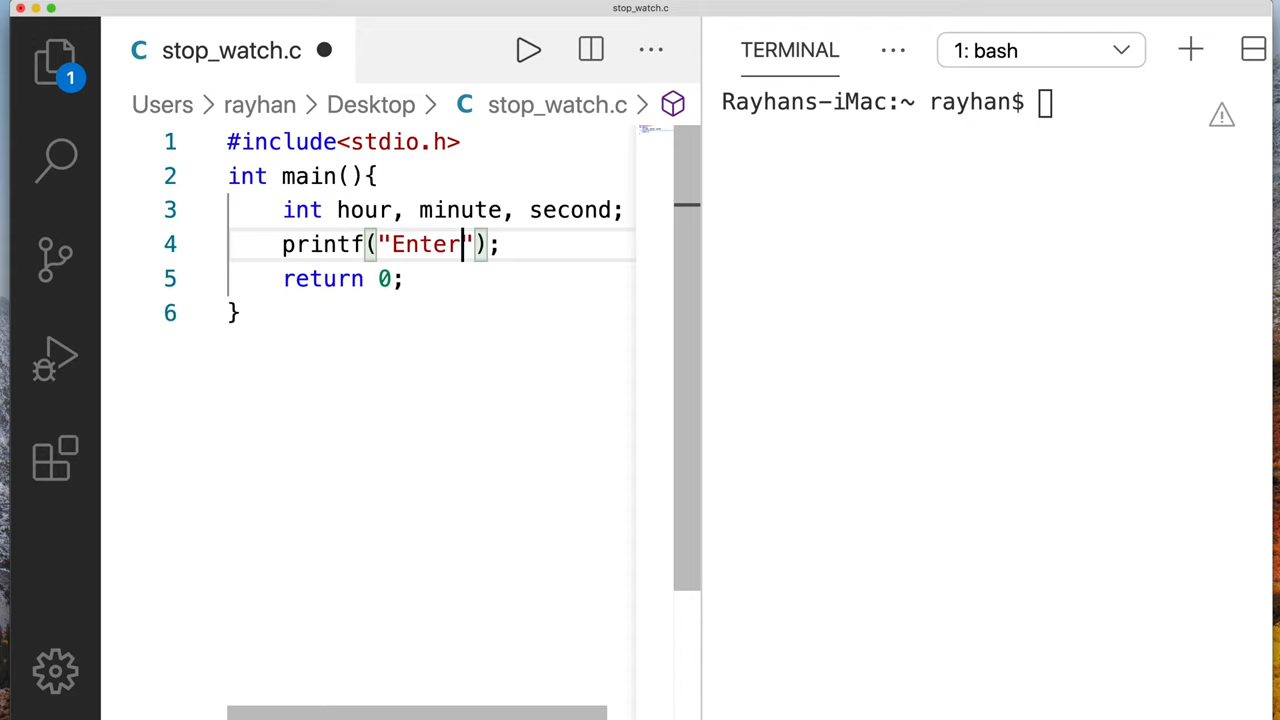 stop_watch.c
C stop_watch.c
TERMINAL ... 1: bash
1
Users > rayhan > Desktop > C stop_watch.c >
Rayhans-iMac:~ rayhan$
1 #include<stdio.h>
2 int main(){
3 int hour, minute, second;
4 printf("Enter");
5 return 0;
6 }